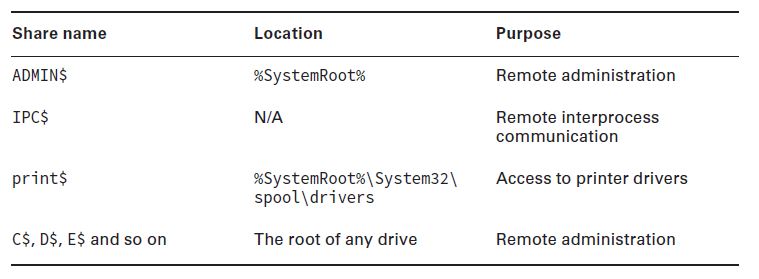 Share name Location Purpose
ADMIN$ %SystemRoot% Remote administration
IPC$ N/A Remote interprocess
communication
print$ %SystemRoot%\System32\ Access to printer drivers
spool\drivers
C$, D$, E$ and so on The root of any drive Remote administration